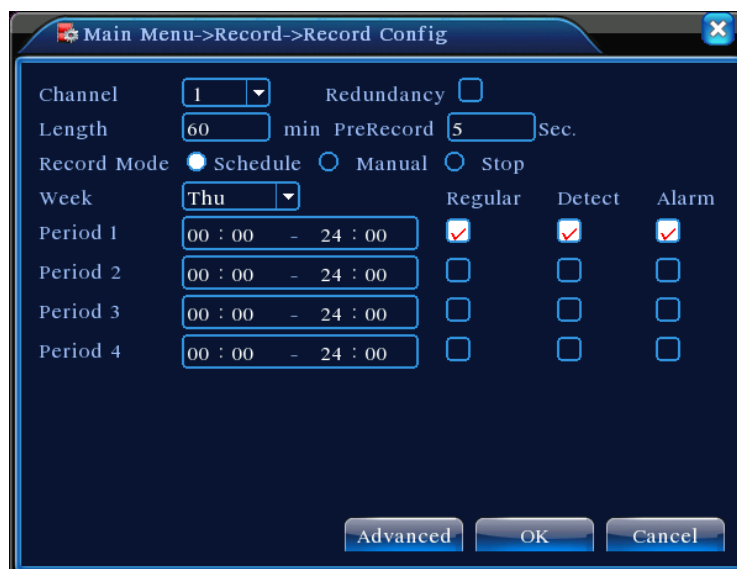 Main Menu->Record->Record Config
Channel 1 Redundancy
Length 60 min PreRecord 5 Sec.
Record Mode Schedule Manual Stop
Week Thu Regular Detect Alarm
Period 1 00 : 00 - 24 : 00
Period 2 00 : 00 - 24 : 00
Period 3 00 : 00 - 24 : 00
Period 4 00 : 00 - 24 : 00
Advanced OK Cancel